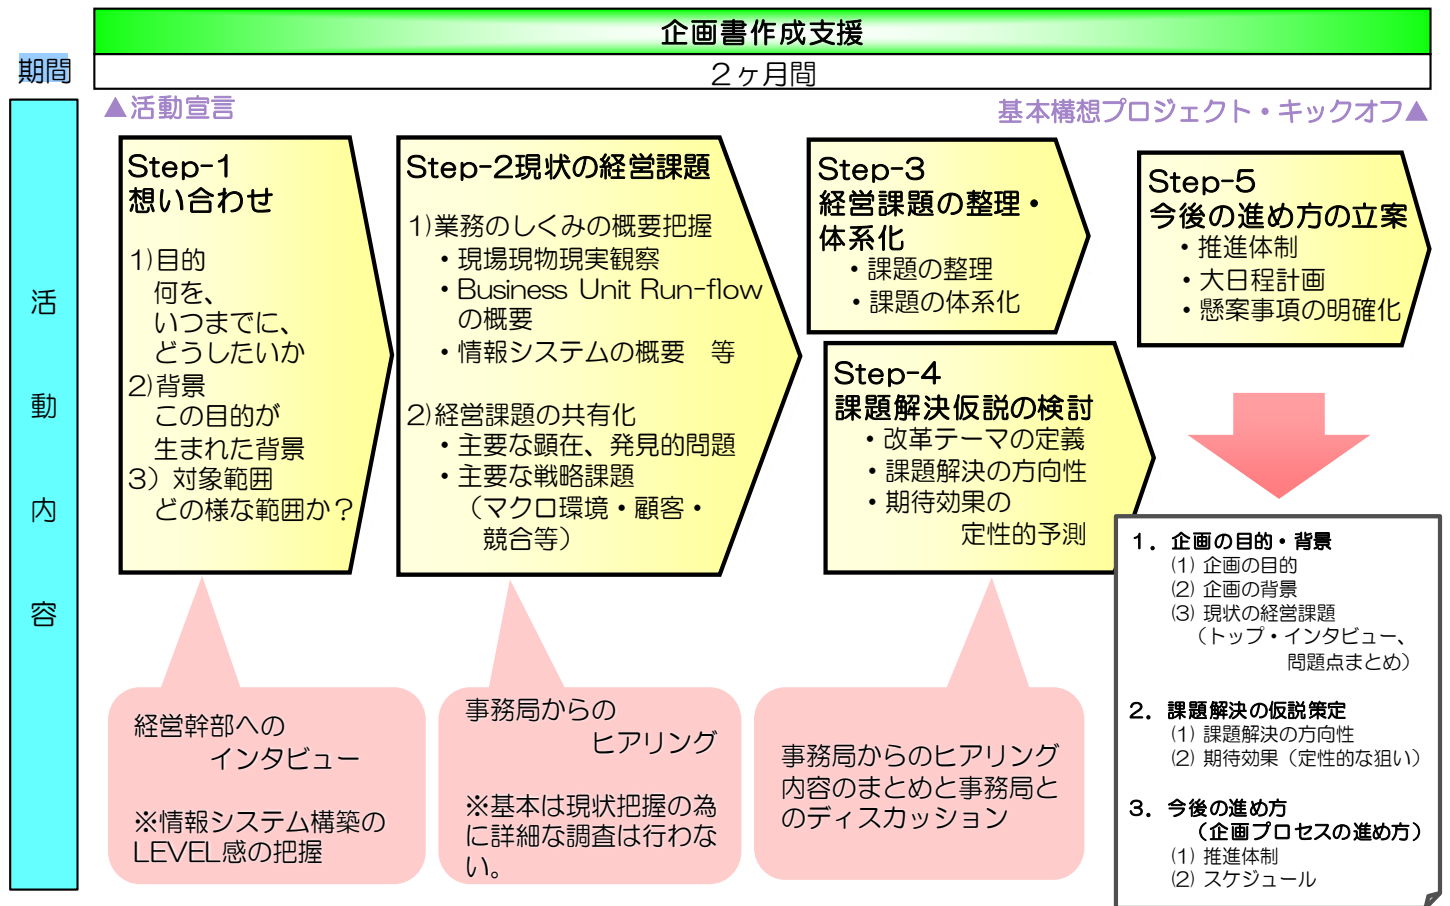 企画書作成支援
期間
２ヶ月間
▲活動宣言
基本構想プロジェクト・キックオフ▲
活動内容
Step-1
想い合わせ
1)目的
何を、
いつまでに、
どうしたいか
2)背景
この目的が
生まれた背景
3）対象範囲
どの様な範囲か？
Step-2現状の経営課題
1)業務のしくみの概要把握
・現場現物現実観察
・Business Unit Run-flow
の概要
・情報システムの概要　等
2)経営課題の共有化
・主要な顕在、発見的問題
・主要な戦略課題
（マクロ環境・顧客・
競合等）
Step-3
経営課題の整理・
体系化
・課題の整理
・課題の体系化
Step-4
課題解決仮説の検討
・改革テーマの定義
・課題解決の方向性
・期待効果の
定性的予測
Step-5
今後の進め方の立案
・推進体制
・大日程計画
・懸案事項の明確化
経営幹部への
インタビュー
※情報システム構築の
LEVEL感の把握
事務局からの
ヒアリング
※基本は現状把握の為
に詳細な調査は行わな
い。
事務局からのヒアリング
内容のまとめと事務局と
のディスカッション
１．企画の目的・背景
(1) 企画の目的
(2) 企画の背景
(3) 現状の経営課題
（トップ・インタビュー、
問題点まとめ）
２．課題解決の仮説策定
(1) 課題解決の方向性
(2) 期待効果（定性的な狙い）
３．今後の進め方
（企画プロセスの進め方）
(1) 推進体制
(2) スケジュール